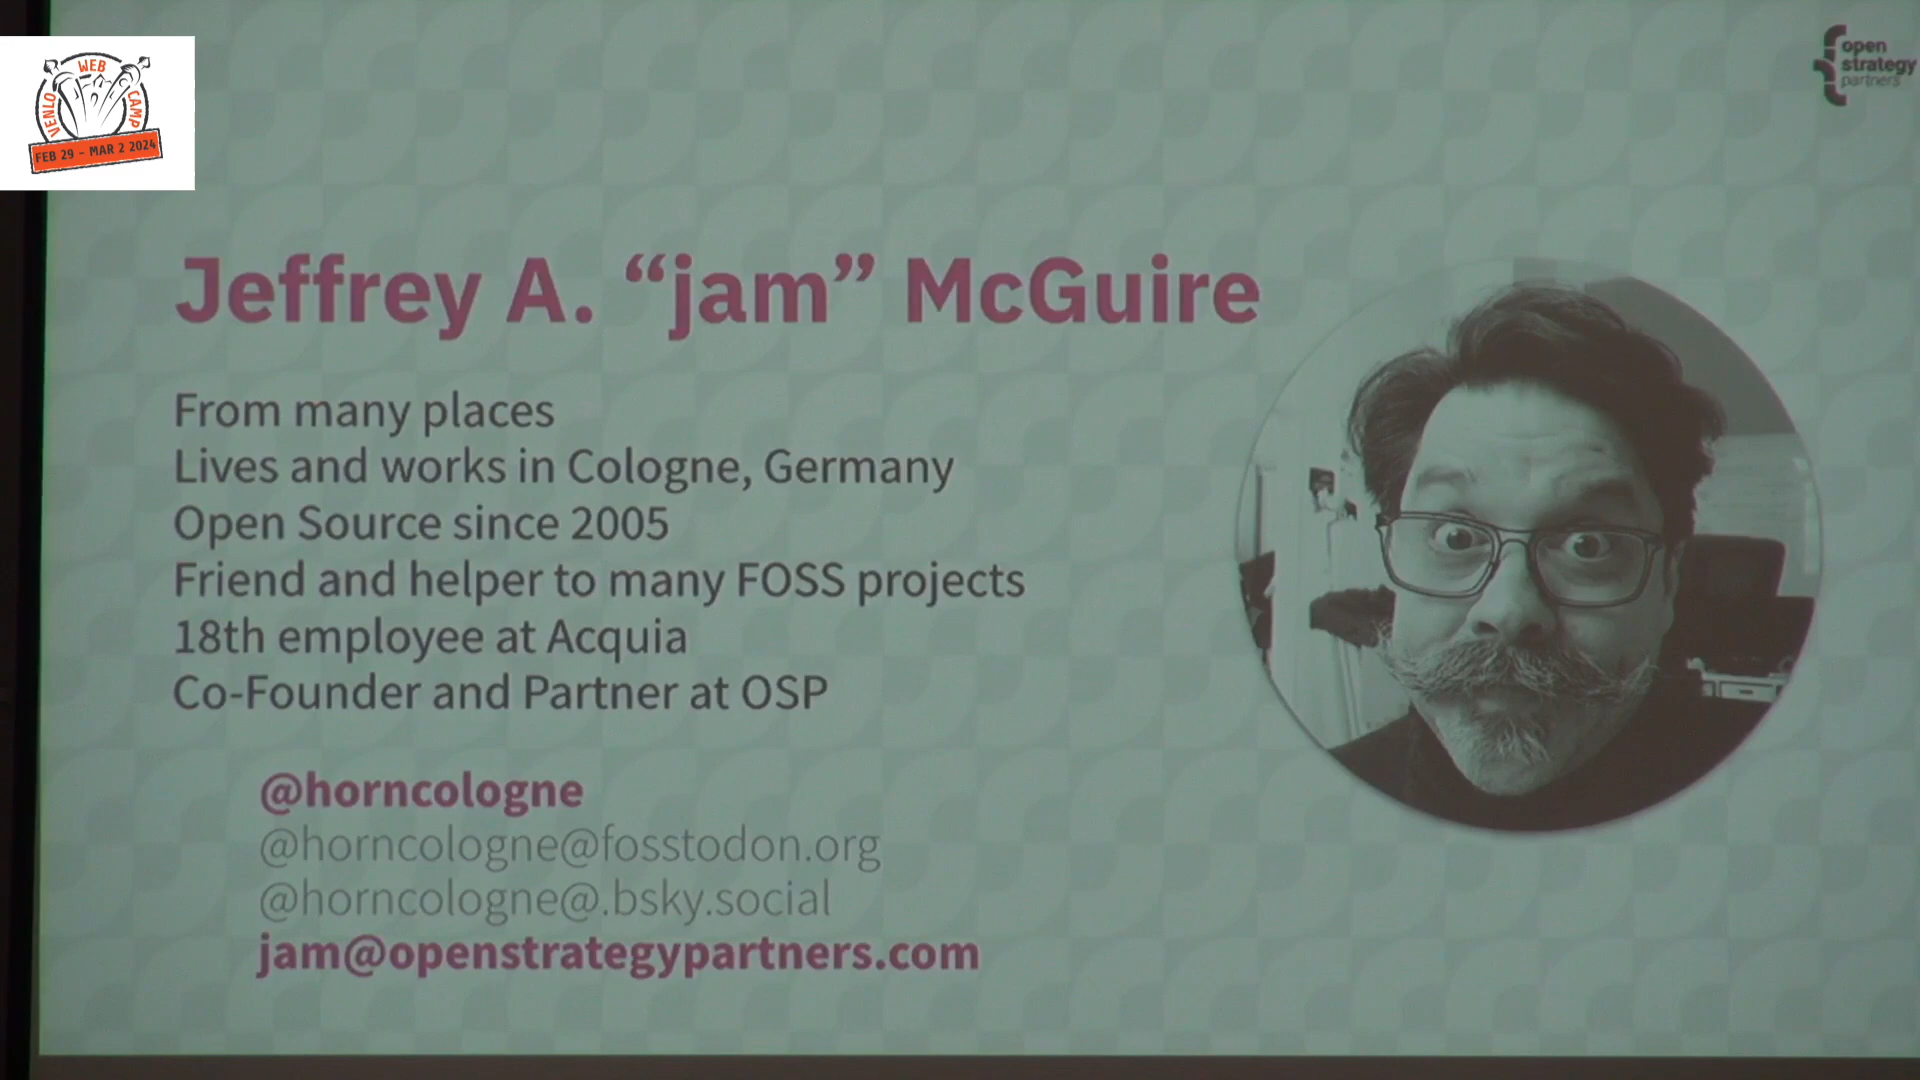 WEB
VENLO
CAMP
FEB 29 - MAR 2 2024
open
strategy
partners
Jeffrey A. “jam” McGuire
From many places
Lives and works in Cologne, Germany
Open Source since 2005
Friend and helper to many FOSS projects
18th employee at Acquia
Co-Founder and Partner at OSP
@horncologne
@horncologne@fosstodon.org
@horncologne@.bsky.social
jam@openstrategypartners.com